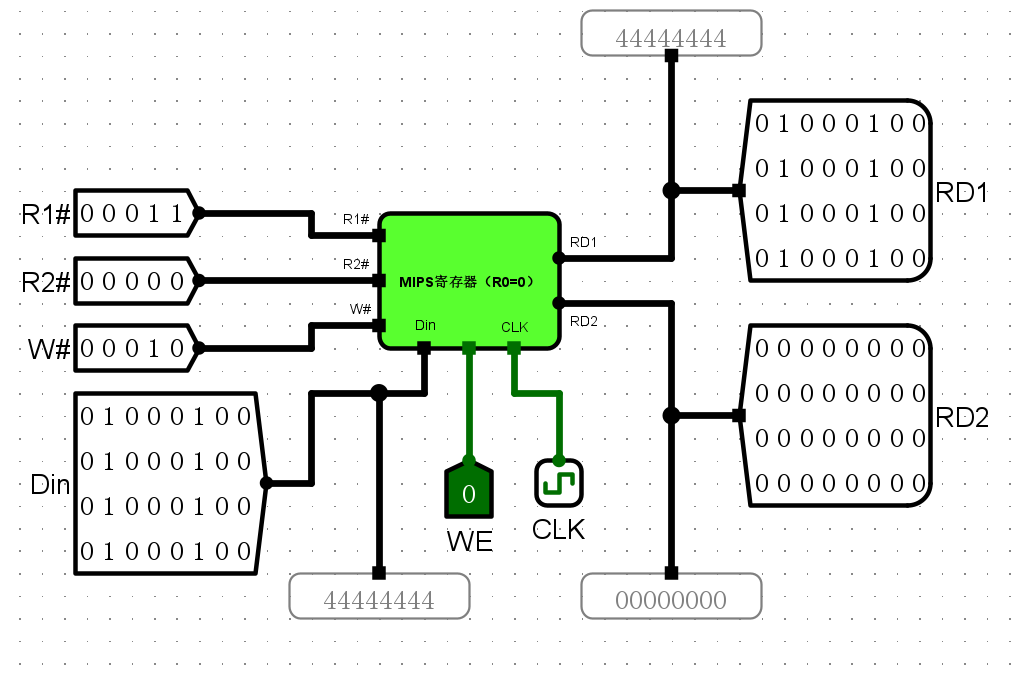 44444444
0 1 0 0 0 1 0 0
0 1 0 0 0 1 0 0
0 1 0 0 0 1 0 0
0 1 0 0 0 1 0 0
RD1
R1#
0 0 0 1 1
R1#
R2#
0 0 0 0 0
R2#
W#
0 0 0 1 0
W#
MIPS寄存器（R0=0）
Din
CLK
RD1
RD2
0 0 0 0 0 0 0 0
0 0 0 0 0 0 0 0
0 0 0 0 0 0 0 0
0 0 0 0 0 0 0 0
RD2
Din
0 1 0 0 0 1 0 0
0 1 0 0 0 1 0 0
0 1 0 0 0 1 0 0
0 1 0 0 0 1 0 0
0
WE
CLK
44444444
00000000